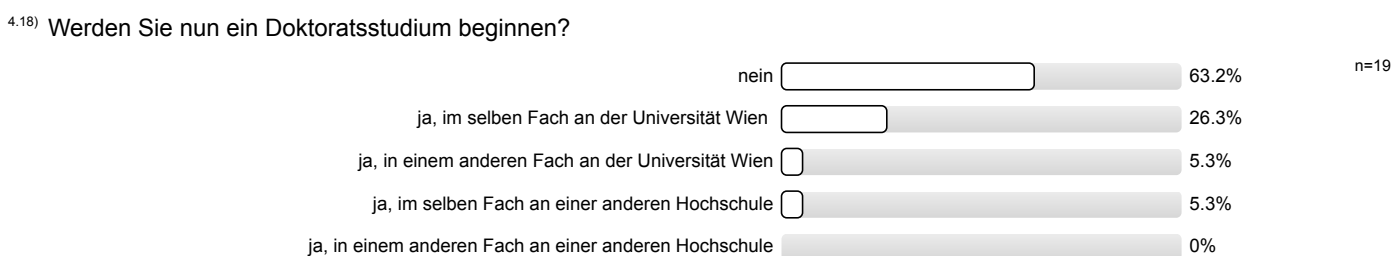 4.18) Werden Sie nun ein Doktoratsstudium beginnen?
nein 63.2% n=19
ja, im selben Fach an der Universität Wien 26.3%
ja, in einem anderen Fach an der Universität Wien 5.3%
ja, im selben Fach an einer anderen Hochschule 5.3%
ja, in einem anderen Fach an einer anderen Hochschule 0%